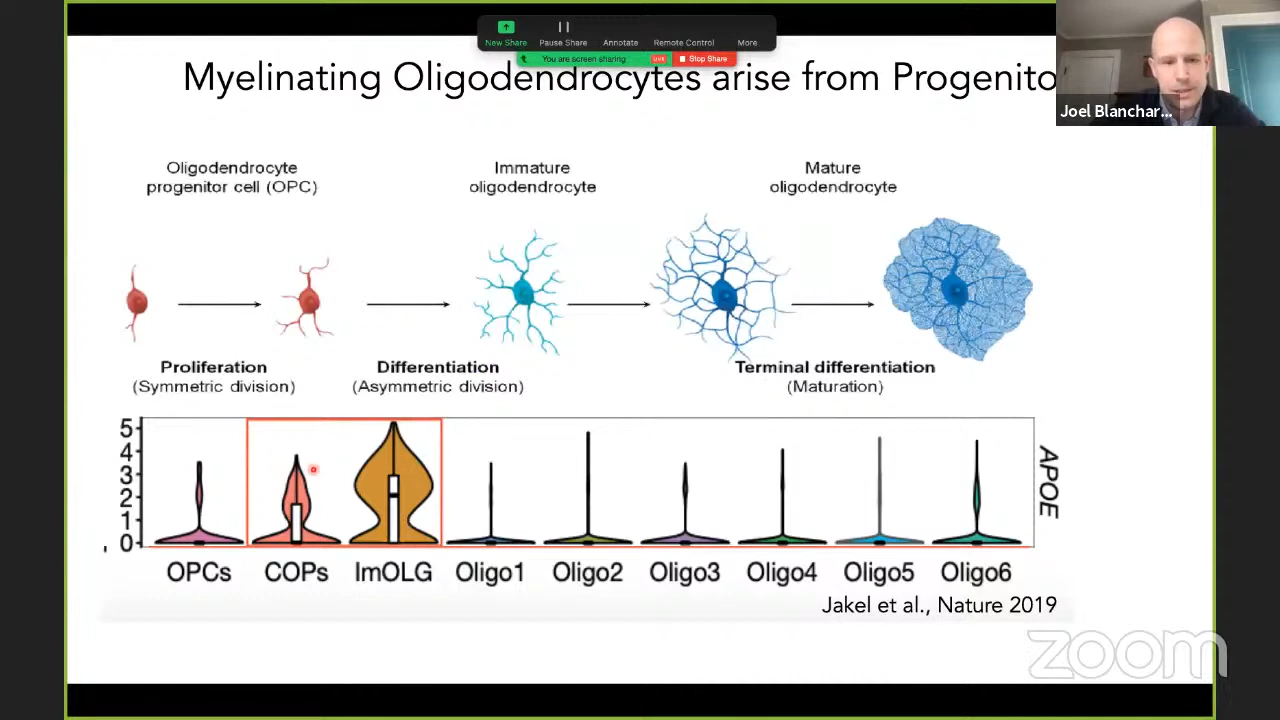 New Share
Pause Share
Annotate
Remote Control
More
You are screen sharing
LIVE
Stop Share
Myelinating Oligodendrocytes arise from Progenito
Joel Blanchar...
Oligodendrocyte
progenitor cell (OPC)
Immature
oligodendrocyte
Mature
oligodendrocyte
Proliferation
(Symmetric division)
Differentiation
(Asymmetric division)
Terminal differentiation
(Maturation)
5
4
3
2
1
0
APOE
OPCs COPs ImOLG Oligo1 Oligo2 Oligo3 Oligo4 Oligo5 Oligo6
Jakel et al., Nature 2019
zoom